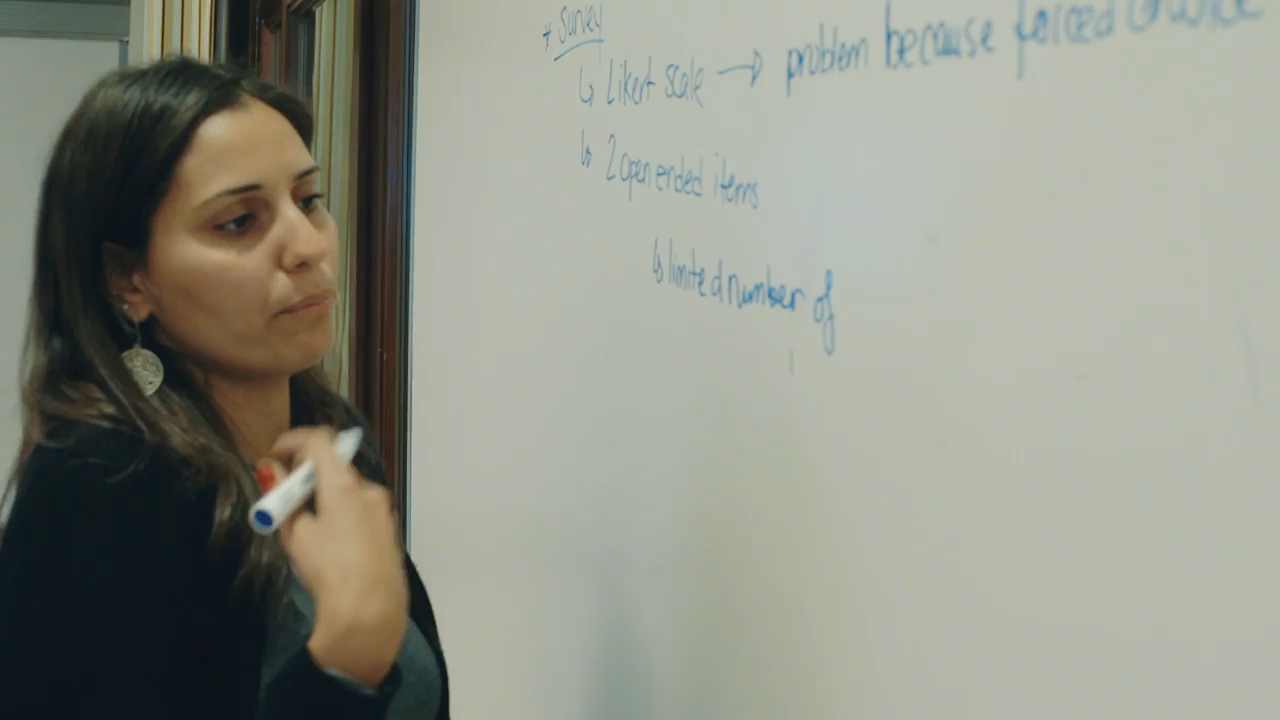 + Survey
↳ Likert scale → problem because forced choice
↳ 2 open ended items
↳ limited number of